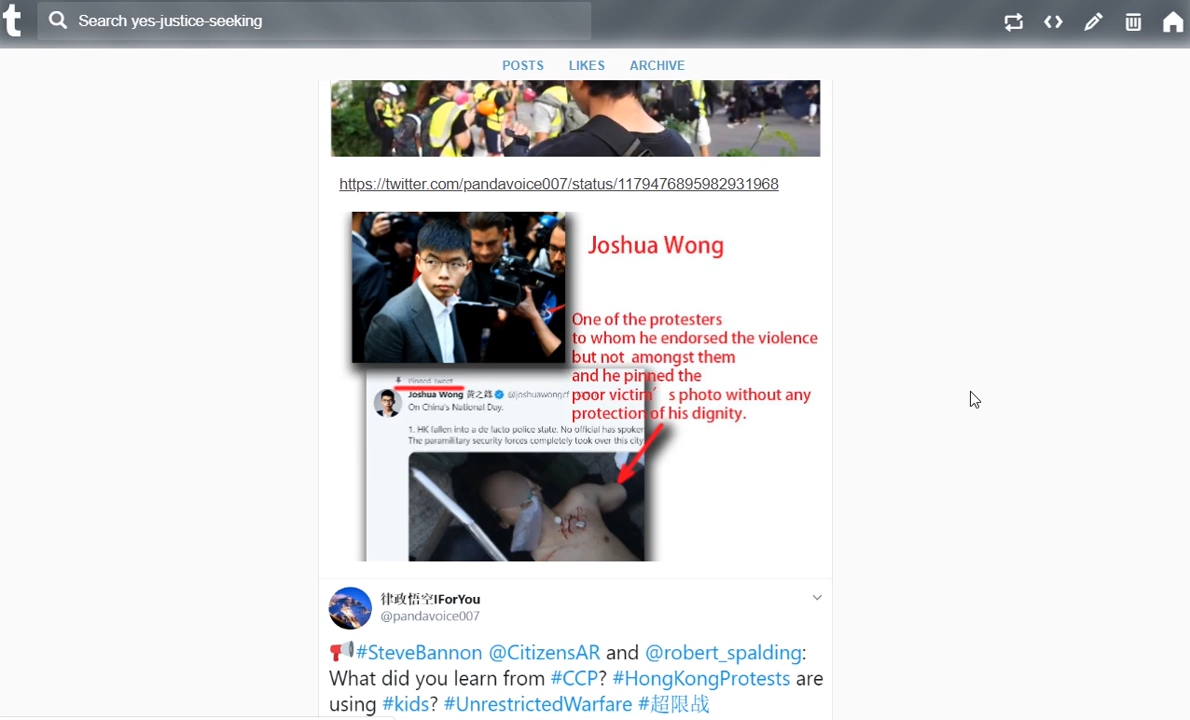 t
Search yes-justice-seeking
POSTS LIKES ARCHIVE
https://twitter.com/pandavoice007/status/1179476895982931968
Joshua Wong
One of the protesters
to whom he endorsed the violence
but not amongst them
and he pinned the
poor victim's photo without any
protection of his dignity.
Pinned Tweet
Joshua Wong 黃之鋒 @joshuawongcf
On China's National Day.
1. HK fallen into a de facto police state. No official has spoken
The paramilitary security forces completely took over this city
律政悟空IForYou
@pandavoice007
#SteveBannon @CitizensAR and @robert_spalding:
What did you learn from #CCP? #HongKongProtests are
using #kids? #UnrestrictedWarfare #超限战